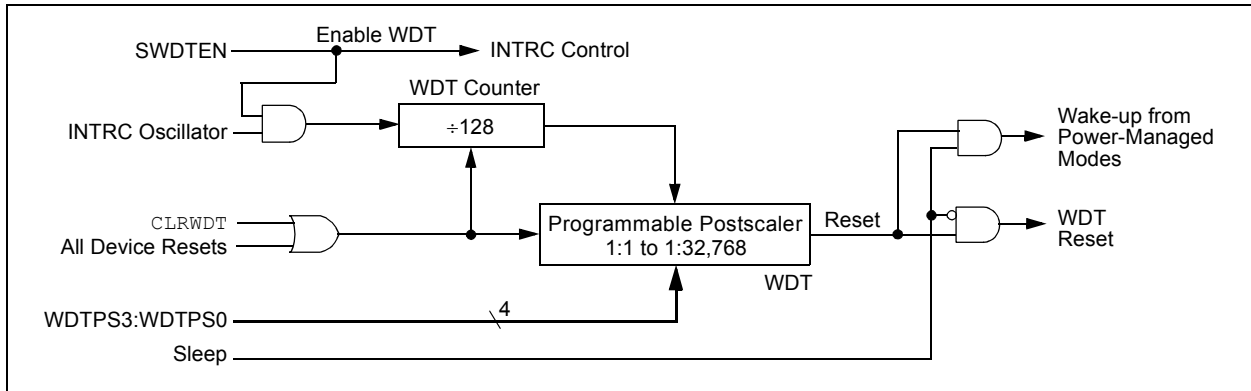 Enable WDT
SWDTEN
INTRC Control
WDT Counter
INTRC Oscillator
÷128
Wake-up from
Power-Managed
Modes
CLRWDT
All Device Resets
Programmable Postscaler
1:1 to 1:32,768
Reset
WDT
Reset
WDT
4
WDTPS3:WDTPS0
Sleep